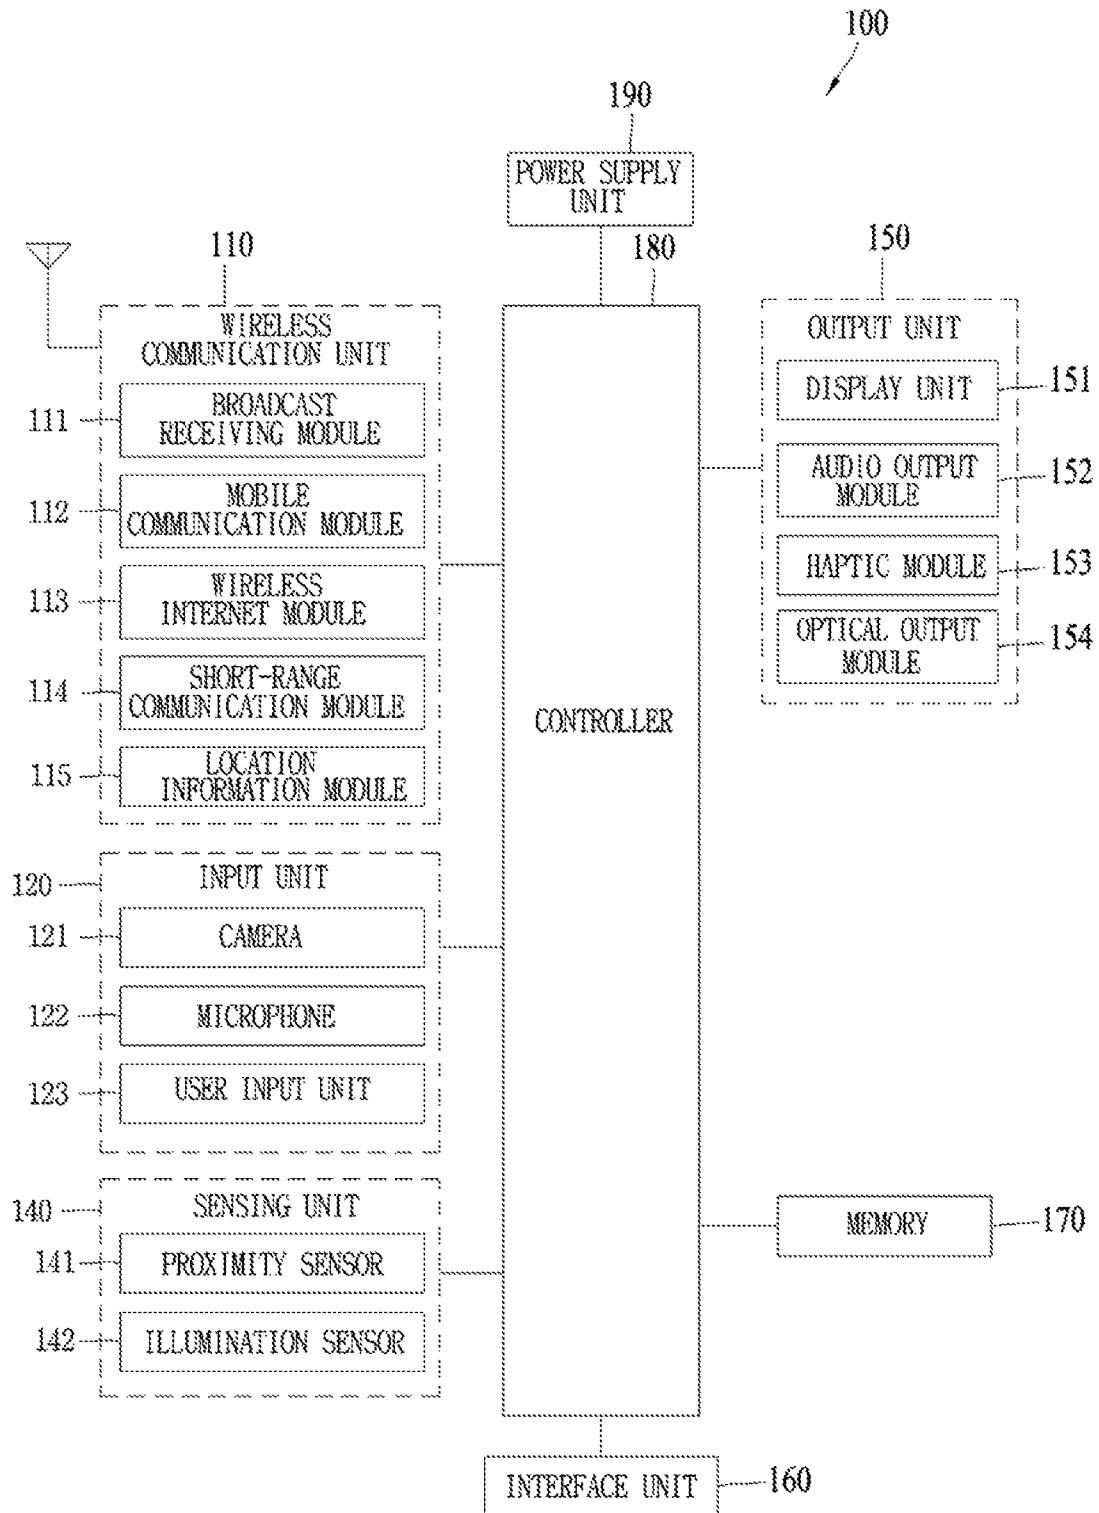 100
190
POWER SUPPLY
UNIT
110
180
150
WIRELESS
COMMUNICATION UNIT
111
BROADCAST
RECEIVING MODULE
112
MOBILE
COMMUNICATION MODULE
113
WIRELESS
INTERNET MODULE
114
SHORT-RANGE
COMMUNICATION MODULE
115
LOCATION
INFORMATION MODULE
120
INPUT UNIT
121
CAMERA
122
MICROPHONE
123
USER INPUT UNIT
140
SENSING UNIT
141
PROXIMITY SENSOR
142
ILLUMINATION SENSOR
CONTROLLER
OUTPUT UNIT
DISPLAY UNIT
151
AUDIO OUTPUT
MODULE
152
HAPTIC MODULE
153
OPTICAL OUTPUT
MODULE
154
MEMORY
170
INTERFACE UNIT
160